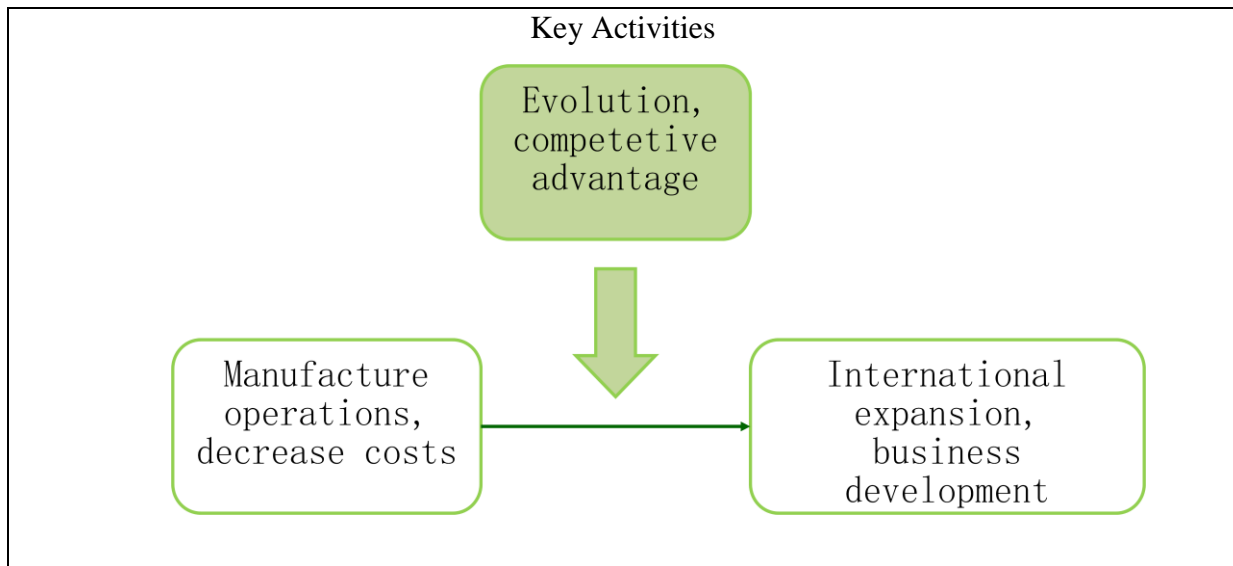 Key Activities
Evolution,
competetive
advantage
Manufacture
operations,
decrease costs
International
expansion,
business
development